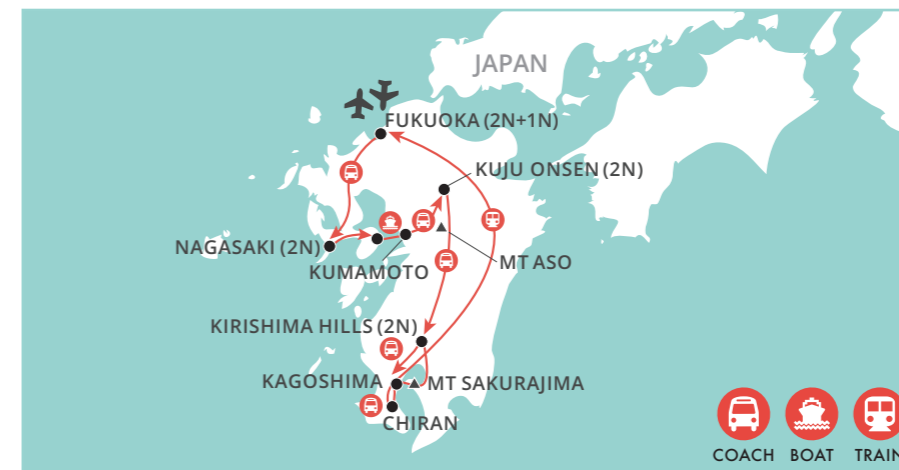 JAPAN
FUKUOKA (2N+1N)
KUJU ONSEN (2N)
NAGASAKI (2N)
KUMAMOTO
MT ASO
KIRISHIMA HILLS (2N)
KAGOSHIMA
MT SAKURAJIMA
CHIRAN
COACH BOAT TRAIN